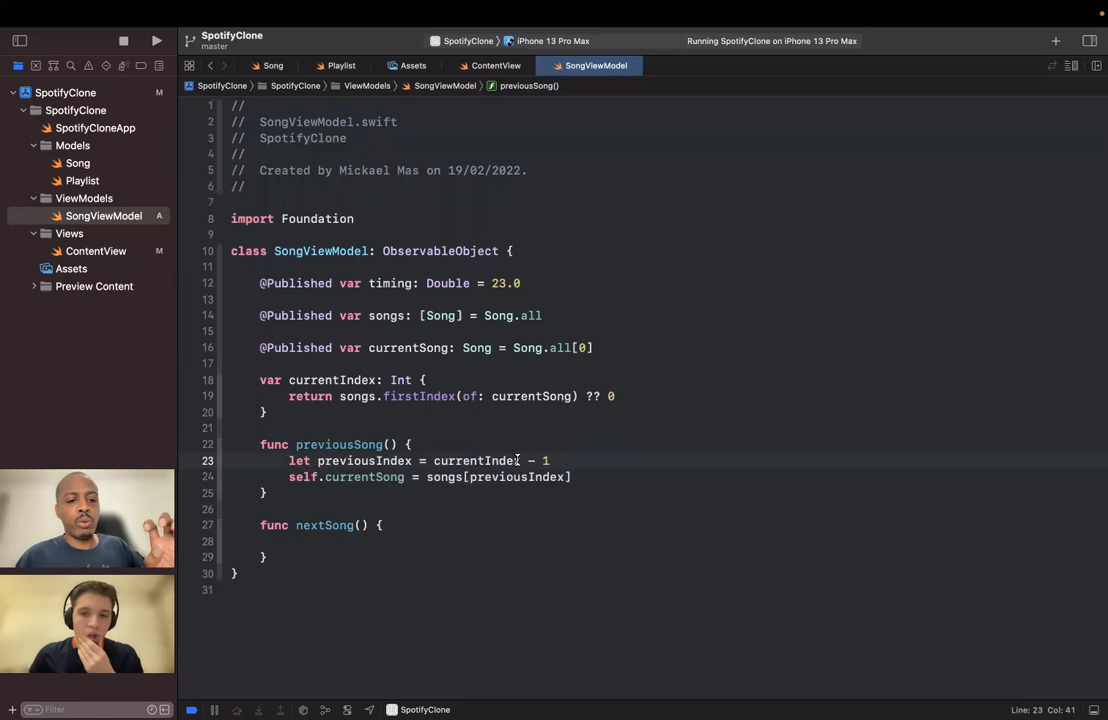 SpotifyClone
master
SpotifyClone
iPhone 13 Pro Max
Running SpotifyClone on iPhone 13 Pro Max
Song
Playlist
Assets
ContentView
SongViewModel
SpotifyClone
SpotifyClone
ViewModels
SongViewModel
previousSong()
SpotifyClone M
SpotifyClone
SpotifyCloneApp
Models
Song
Playlist
ViewModels
SongViewModel A
Views
ContentView M
Assets
Preview Content
1 //
2 // SongViewModel.swift
3 // SpotifyClone
4 //
5 // Created by Mickael Mas on 19/02/2022.
6 //
7
8 import Foundation
9
10 class SongViewModel: ObservableObject {
11
12 @Published var timing: Double = 23.0
13
14 @Published var songs: [Song] = Song.all
15
16 @Published var currentSong: Song = Song.all[0]
17
18 var currentIndex: Int {
19 return songs.firstIndex(of: currentSong) ?? 0
20 }
21
22 func previousSong() {
23 let previousIndex = currentIndex - 1
24 self.currentSong = songs[previousIndex]
25 }
26
27 func nextSong() {
28
29 }
30 }
31
Filter
SpotifyClone
Line: 23 Col: 41